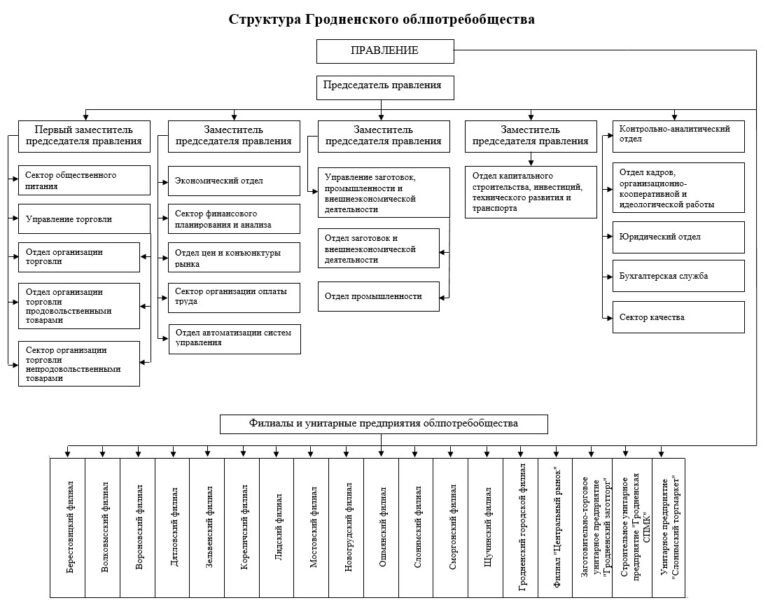 Структура Гродненского облпотребобщества
ПРАВЛЕНИЕ
Председатель правления
Первый заместитель
председателя правления
Сектор общественного
питания
Управление торговли
Отдел организации
торговли
Отдел организации
торговли
продовольственными
товарами
Сектор организации
торговли
непродовольственными
товарами
Заместитель
председателя правления
Экономический отдел
Сектор финансового
планирования и анализа
Отдел цен и конъюнктуры
рынка
Сектор организации оплаты
труда
Отдел автоматизации систем
управления
Заместитель
председателя правления
Управление заготовок,
промышленности и
внешнеэкономической
деятельности
Отдел заготовок и
внешнеэкономической
деятельности
Отдел промышленности
Заместитель
председателя правления
Отдел капитального
строительства, инвестиций,
технического развития и
транспорта
Контрольно-аналитический
отдел
Отдел кадров,
организационно-
кооперативной и
идеологической работы
Юридический отдел
Бухгалтерская служба
Сектор качества
Филиалы и унитарные предприятия облпотребобщества
Берестовицкий филиал
Волковысский филиал
Вороновский филиал
Дятловский филиал
Зельвенский филиал
Кореличский филиал
Лидский филиал
Мостовский филиал
Новогрудский филиал
Ошмянский филиал
Слонимский филиал
Сморгонский филиал
Щучинский филиал
Гродненский городской филиал
Филиал "Центральный рынок"
Заготовительно-торговое
унитарное предприятие
"Гродненский заготторг"
Строительное унитарное
предприятие "Гродненская
СПМК"
Унитарное предприятие
"Слонимский торгмаркет"